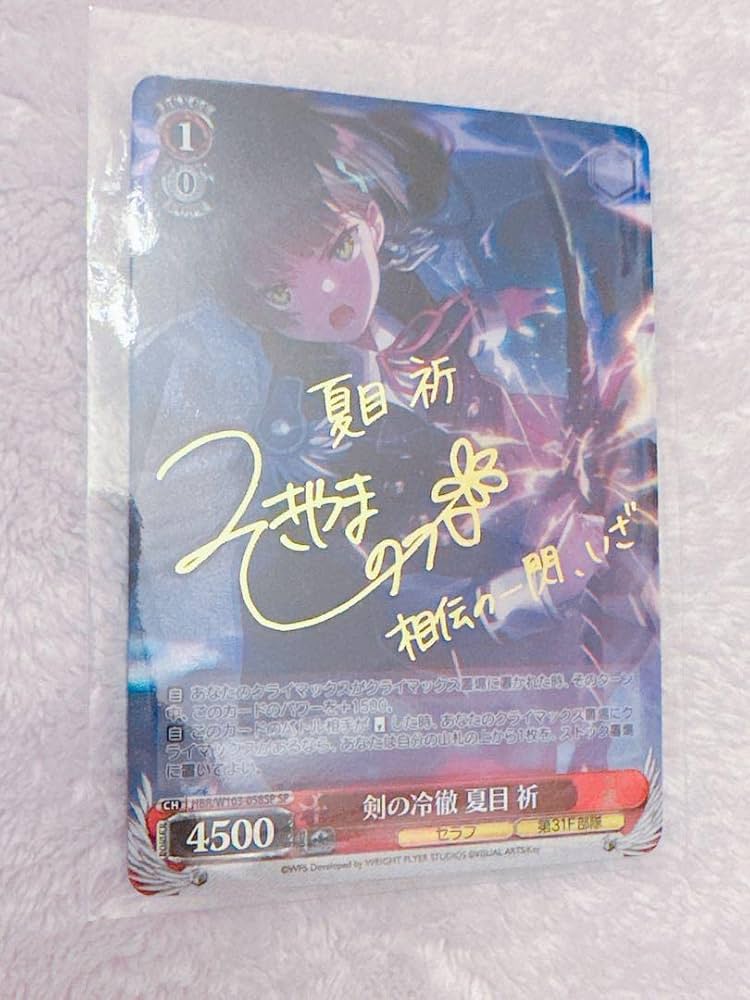 1
0
夏目 祈
そぎやま
のう
相伝の一閃、いざ
自 あなたのクライマックスがクライマックス置場に置かれた時、そのターン
中、このカードのパワーを+1500。
自 このカードのバトル相手が した時、あなたのクライマックス置場にク
ライマックスがあるなら、あなたは自分の山札の上から1枚を、ストック置場
に置いてよい。
CH HBR/W103-058SP SP
剣の冷徹 夏目 祈
POWER 4500
セラフ 第31F部隊
©WFS Developed by WRIGHT FLYER STUDIOS ©VISUAL ARTS/Key